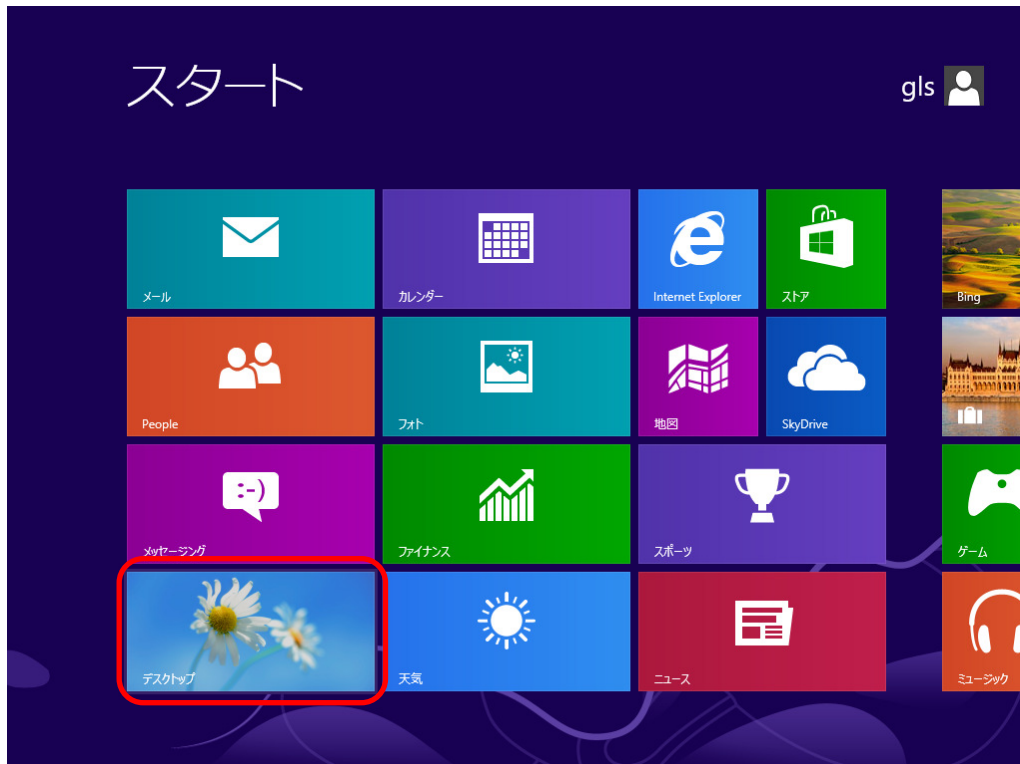 スタート
gls
メール
カレンダー
Internet Explorer
ストア
Bing
People
フォト
地図
SkyDrive
:-)
メッセージング
ファイナンス
スポーツ
ゲーム
デスクトップ
天気
ニュース
ミュージック